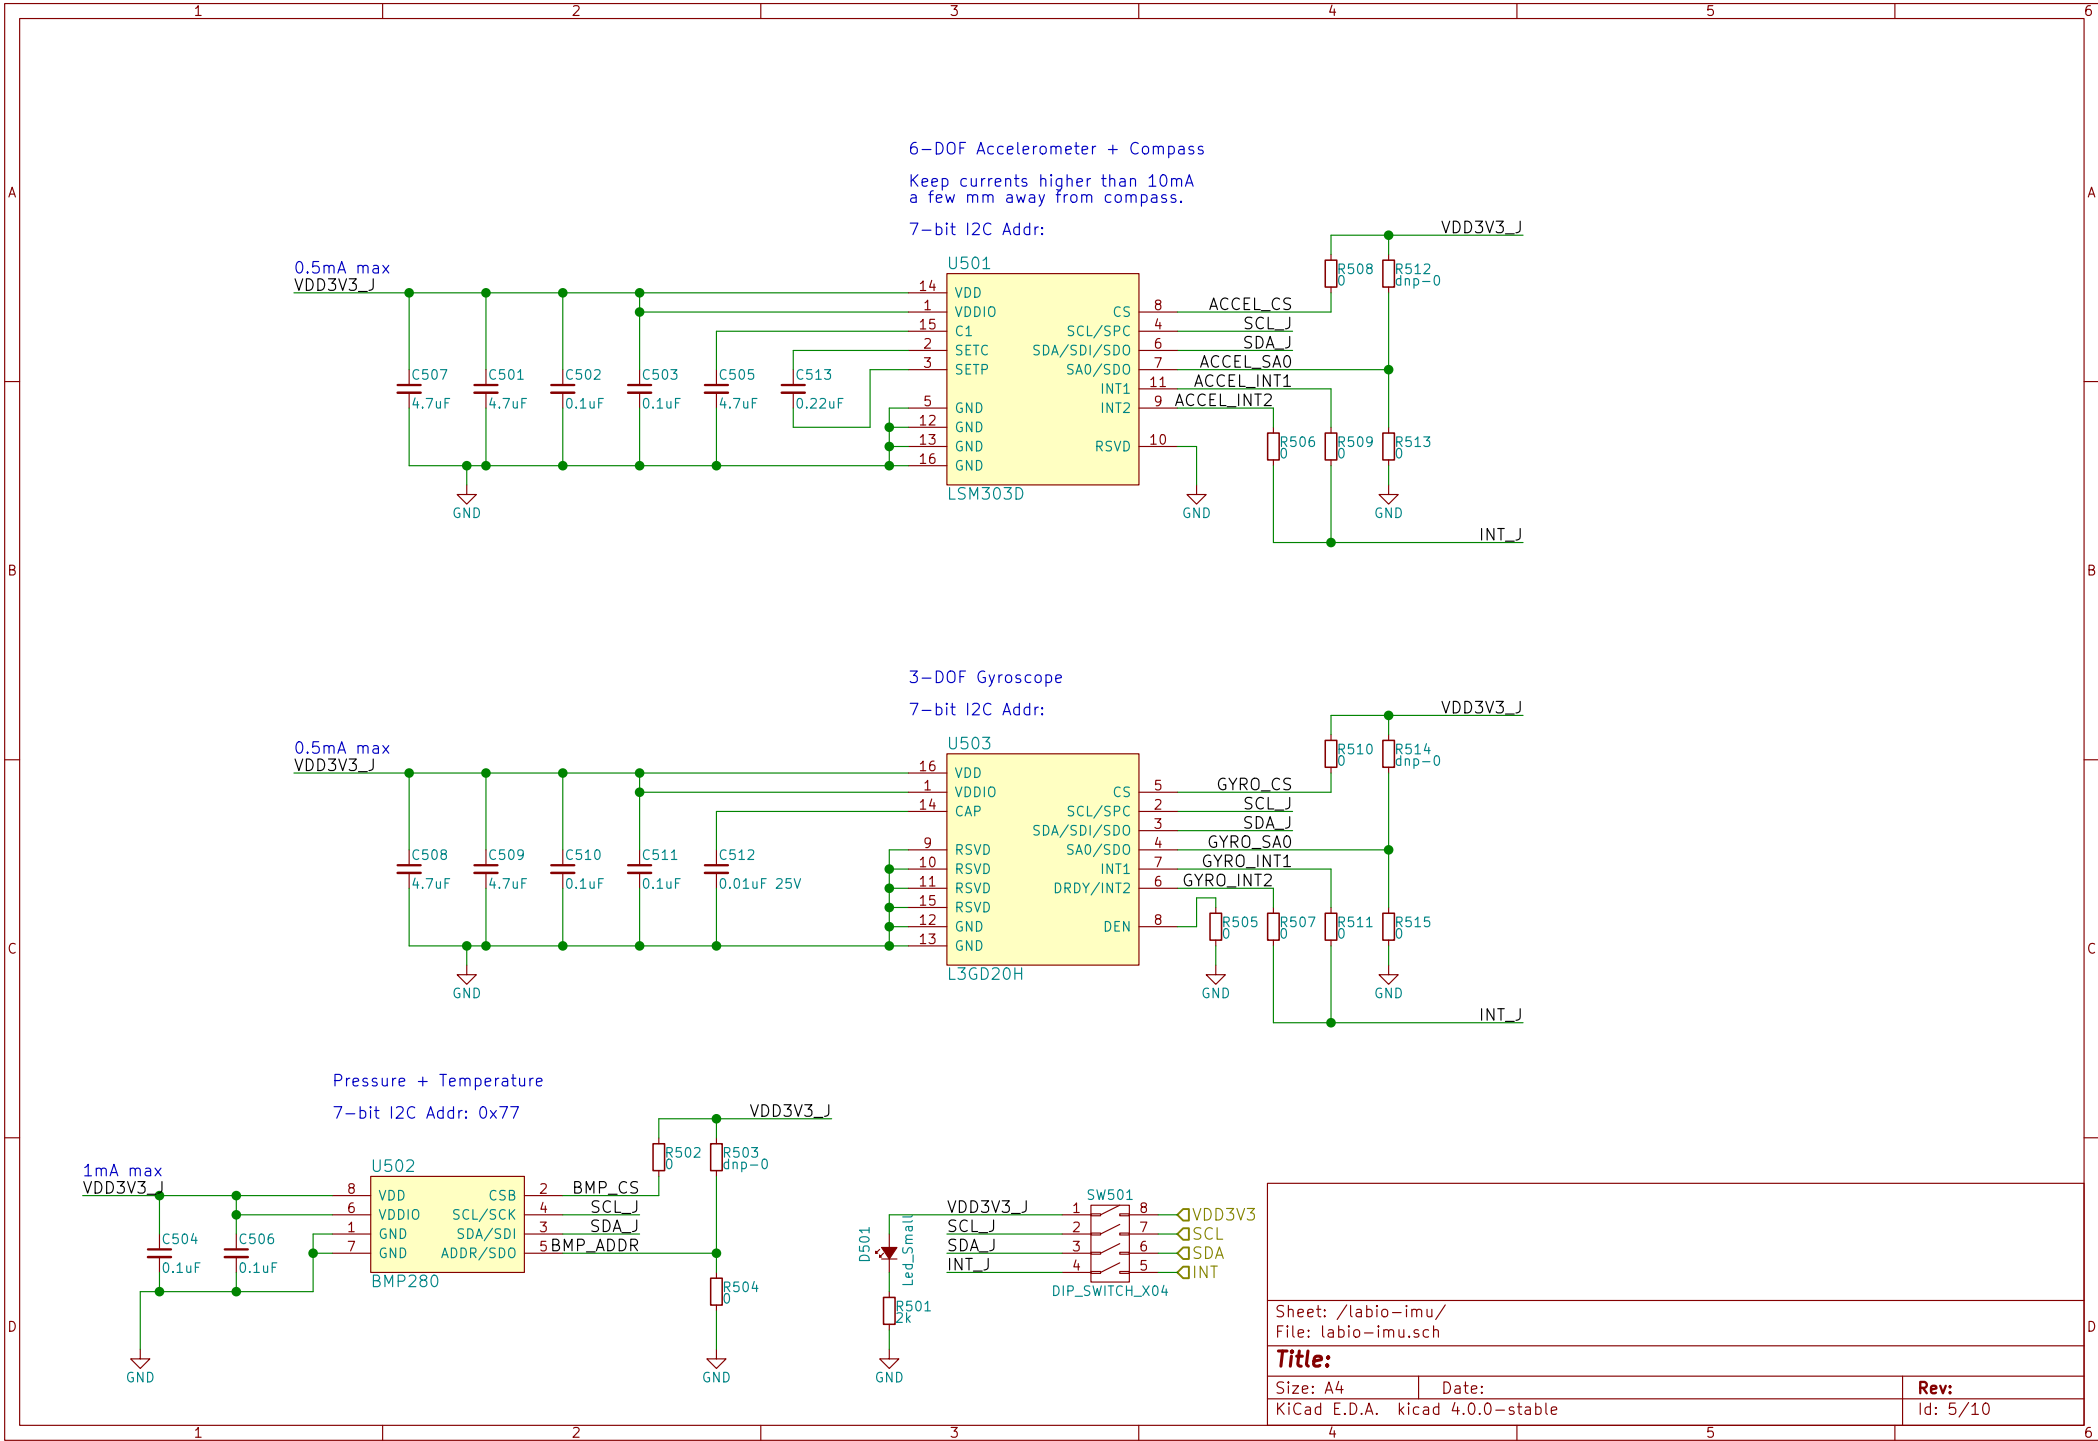 1 2 3 4 5 6
A A
B B
C C
D D
6-DOF Accelerometer + Compass
Keep currents higher than 10mA
a few mm away from compass.
7-bit I2C Addr:
0.5mA max
VDD3V3_J
C507
4.7uF
C501
4.7uF
C502
0.1uF
C503
0.1uF
C505
4.7uF
C513
0.22uF
GND
U501
14 VDD
1 VDDIO
15 C1
2 SETC
3 SETP
5 GND
12 GND
13 GND
16 GND
CS 8 ACCEL_CS
SCL/SPC 4 SCL_J
SDA/SDI/SDO 6 SDA_J
SA0/SDO 7 ACCEL_SA0
INT1 11 ACCEL_INT1
INT2 9 ACCEL_INT2
RSVD 10
LSM303D
VDD3V3_J
R508
0
R512
dnp-0
R506
0
R509
0
R513
0
GND
GND
INT_J
3-DOF Gyroscope
7-bit I2C Addr:
0.5mA max
VDD3V3_J
C508
4.7uF
C509
4.7uF
C510
0.1uF
C511
0.1uF
C512
0.01uF 25V
GND
U503
16 VDD
1 VDDIO
14 CAP
9 RSVD
10 RSVD
11 RSVD
15 RSVD
12 GND
13 GND
CS 5 GYRO_CS
SCL/SPC 2 SCL_J
SDA/SDI/SDO 3 SDA_J
SA0/SDO 4 GYRO_SA0
INT1 7 GYRO_INT1
DRDY/INT2 6 GYRO_INT2
DEN 8
L3GD20H
VDD3V3_J
R510
0
R514
dnp-0
R505
0
R507
0
R511
0
R515
0
GND
GND
INT_J
Pressure + Temperature
7-bit I2C Addr: 0x77
1mA max
VDD3V3_J
C504
0.1uF
C506
0.1uF
GND
U502
8 VDD
6 VDDIO
1 GND
7 GND
CSB 2 BMP_CS
SCL/SCK 4 SCL_J
SDA/SDI 3 SDA_J
ADDR/SDO 5 BMP_ADDR
BMP280
VDD3V3_J
R502
0
R503
dnp-0
R504
0
GND
D501
Led_Small
R501
2k
GND
SW501
VDD3V3_J 1 8 VDD3V3
SCL_J 2 7 SCL
SDA_J 3 6 SDA
INT_J 4 5 INT
DIP_SWITCH_X04
Sheet: /labio-imu/
File: labio-imu.sch
Title:
Size: A4 Date: Rev:
KiCad E.D.A. kicad 4.0.0-stable Id: 5/10
1 2 3 4 5 6